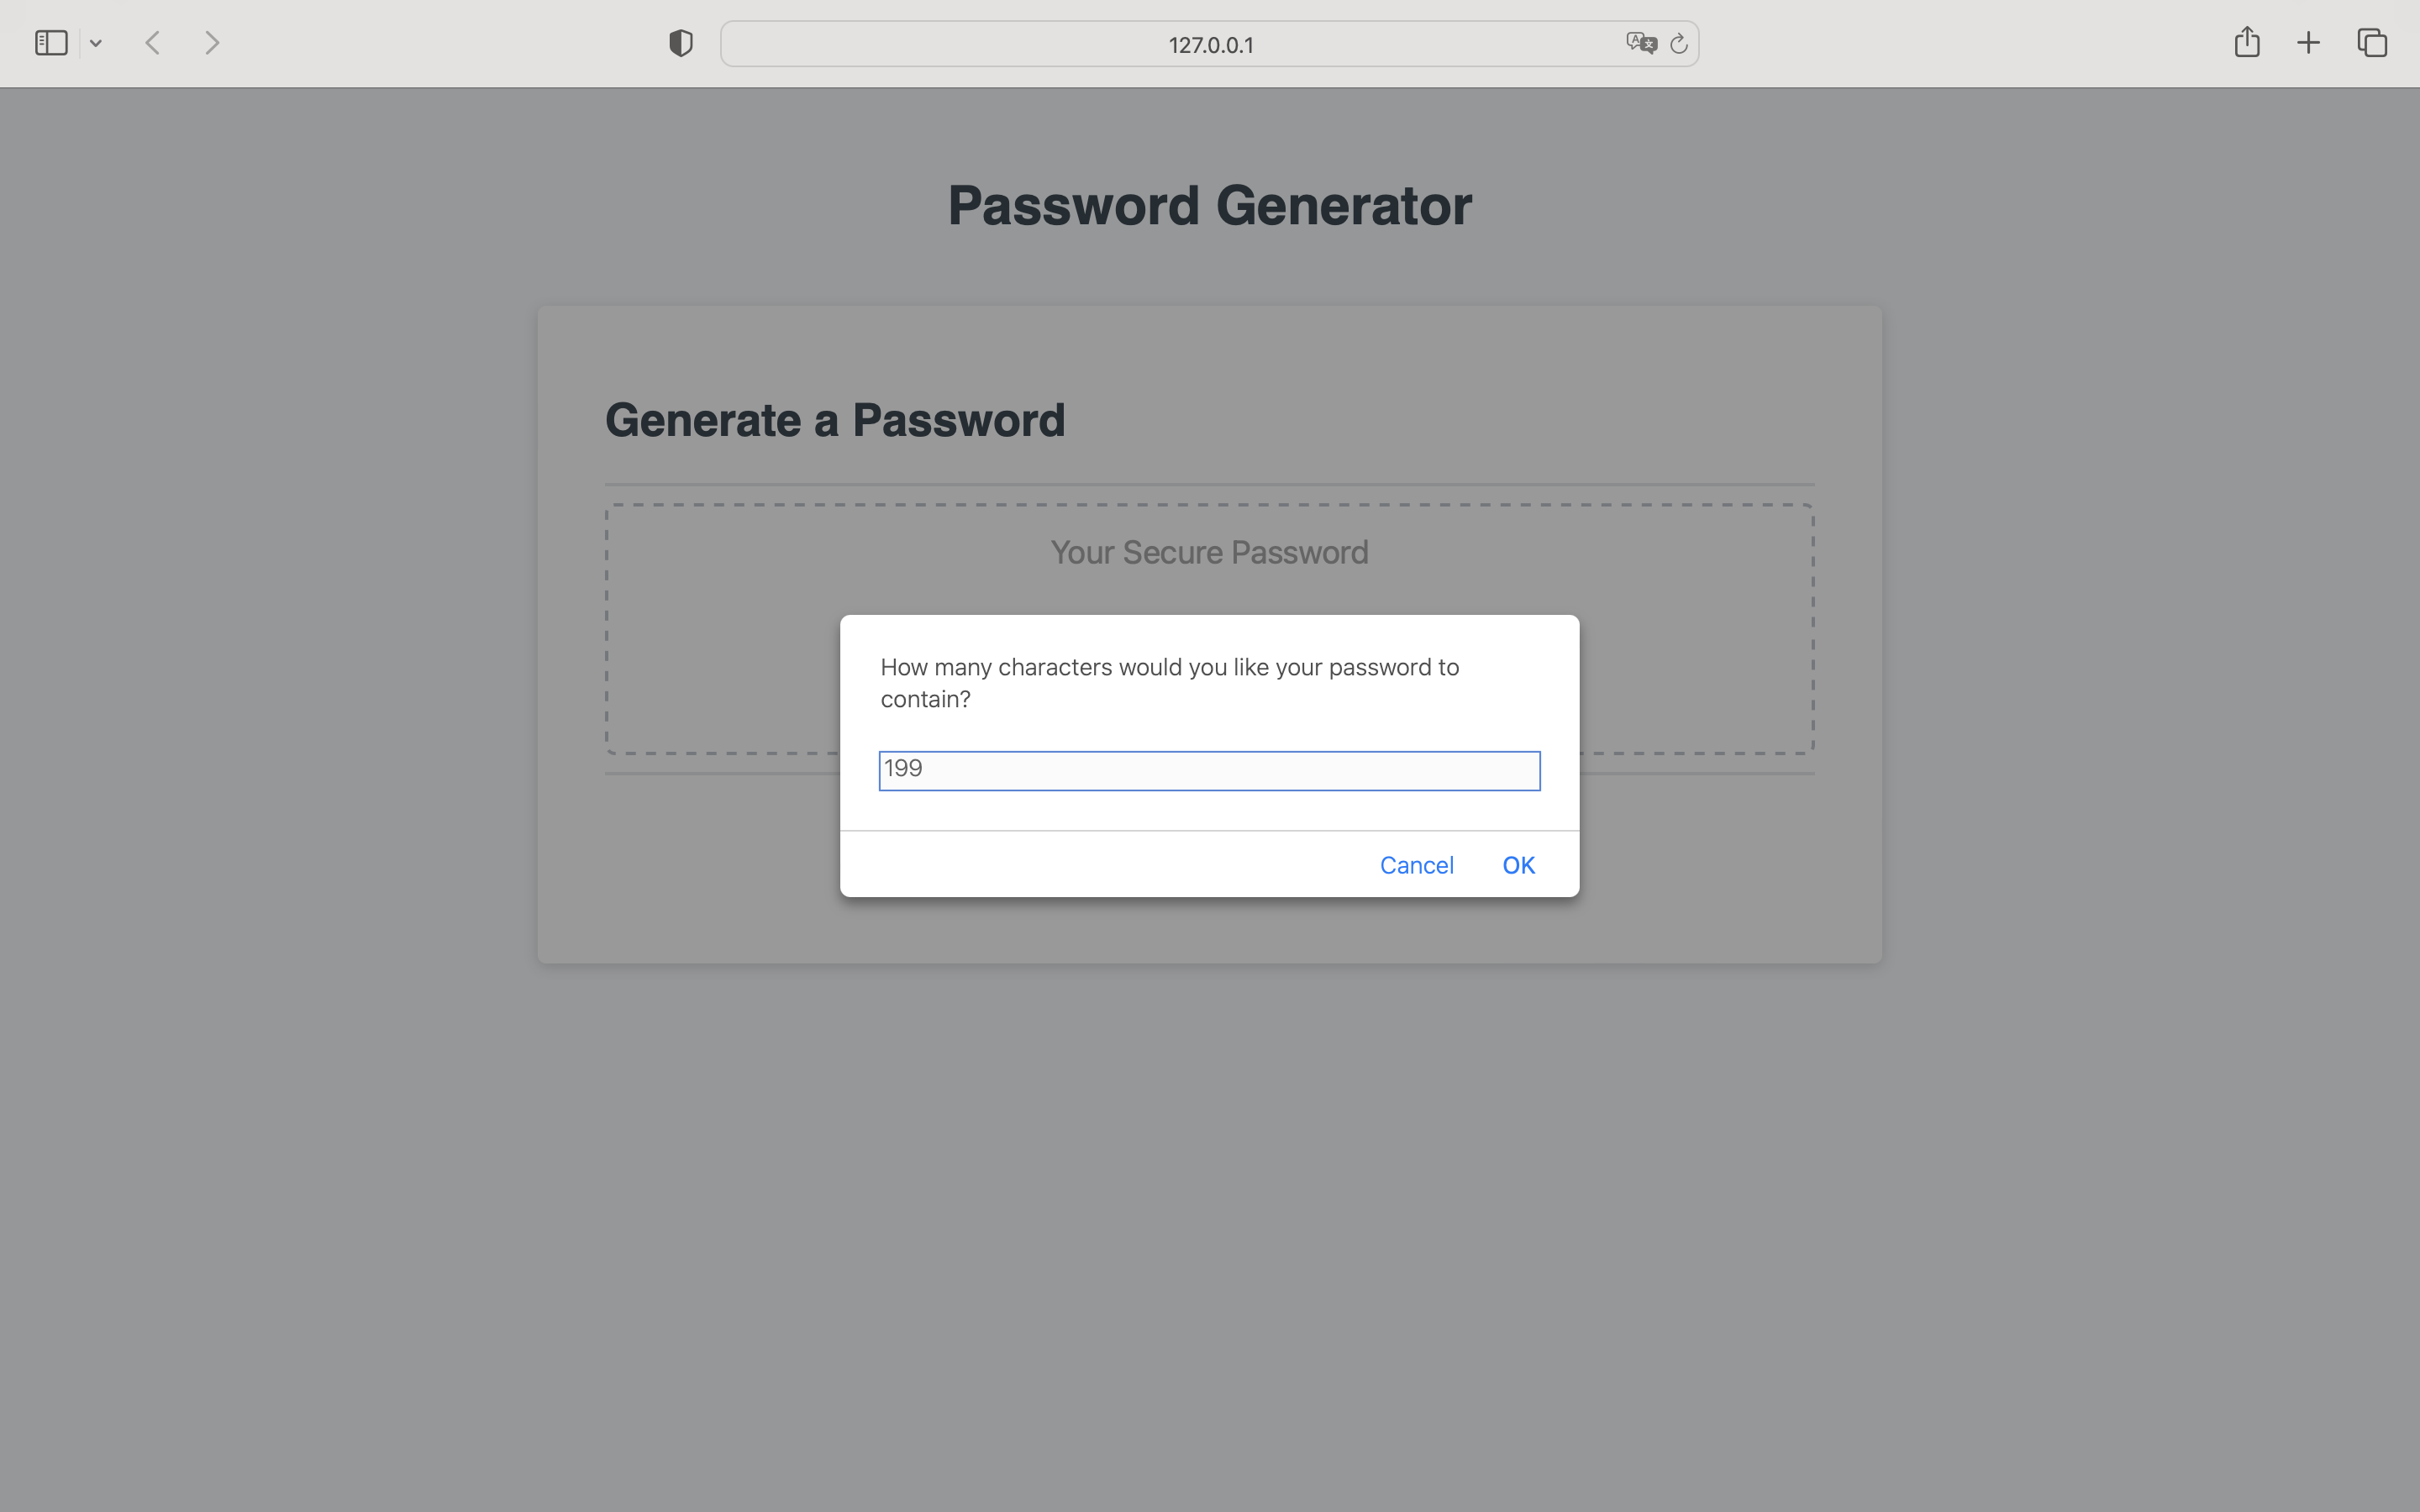 127.0.0.1
Password Generator
Generate a Password
Your Secure Password
How many characters would you like your password to
contain?
199
Cancel OK